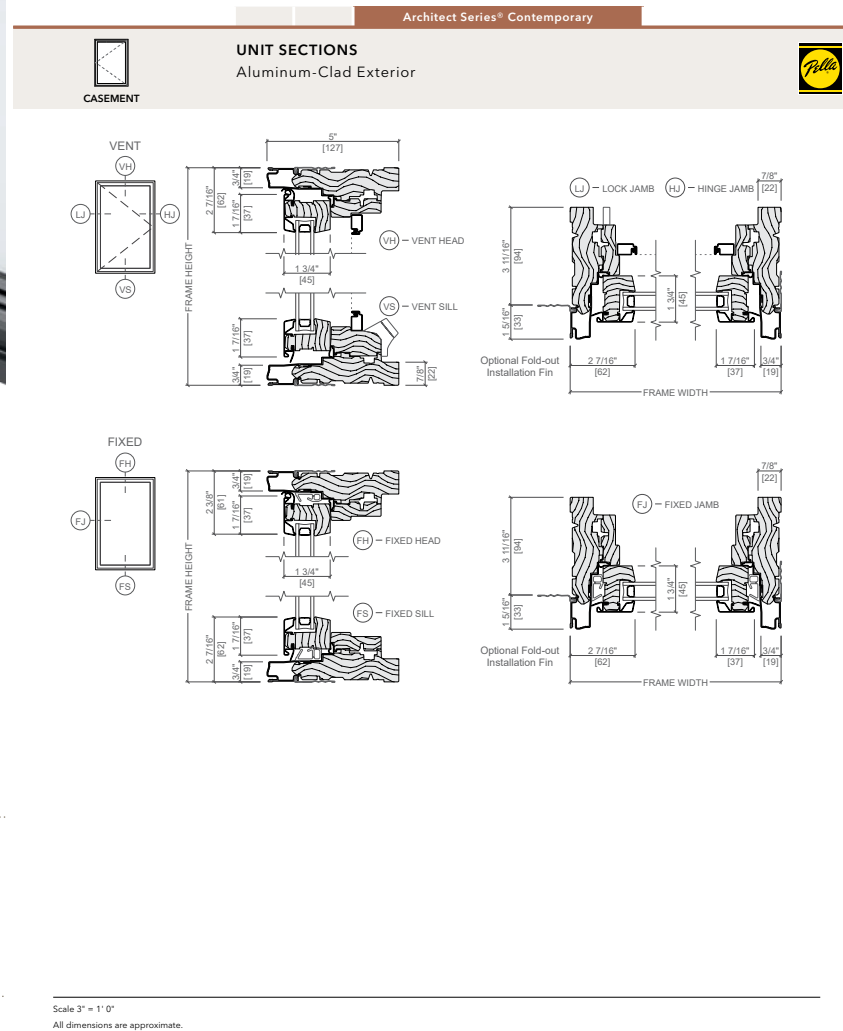 Architect Series® Contemporary
UNIT SECTIONS
Aluminum-Clad Exterior
CASEMENT
Pella
VENT
VH
LJ
HJ
VS
5"
[127]
FRAME HEIGHT
2 7/16"
[62]
3/4"
[19]
1 7/16"
[37]
VH – VENT HEAD
1 3/4"
[45]
VS – VENT SILL
1 7/16"
[37]
3/4"
[19]
7/8"
[22]
LJ – LOCK JAMB
HJ – HINGE JAMB
7/8"
[22]
3 11/16"
[94]
1 5/16"
[33]
1 3/4"
[45]
Optional Fold-out
Installation Fin
2 7/16"
[62]
1 7/16"
[37]
3/4"
[19]
FRAME WIDTH
FIXED
FH
FJ
FS
FRAME HEIGHT
2 3/8"
[61]
3/4"
[19]
1 7/16"
[37]
FH – FIXED HEAD
1 3/4"
[45]
FS – FIXED SILL
2 7/16"
[62]
1 7/16"
[37]
3/4"
[19]
7/8"
[22]
FJ – FIXED JAMB
3 11/16"
[94]
1 5/16"
[33]
1 3/4"
[45]
Optional Fold-out
Installation Fin
2 7/16"
[62]
1 7/16"
[37]
3/4"
[19]
FRAME WIDTH
Scale 3" = 1' 0"
All dimensions are approximate.